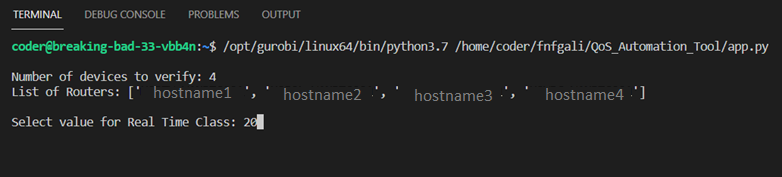 TERMINAL DEBUG CONSOLE PROBLEMS OUTPUT
coder@breaking-bad-33-vbb4n:~$ /opt/gurobi/linux64/bin/python3.7 /home/coder/fnfgali/QoS_Automation_Tool/app.py
Number of devices to verify: 4
List of Routers: [' hostname1 ', ' hostname2 ', ' hostname3 ', ' hostname4 ']
Select value for Real Time Class: 20